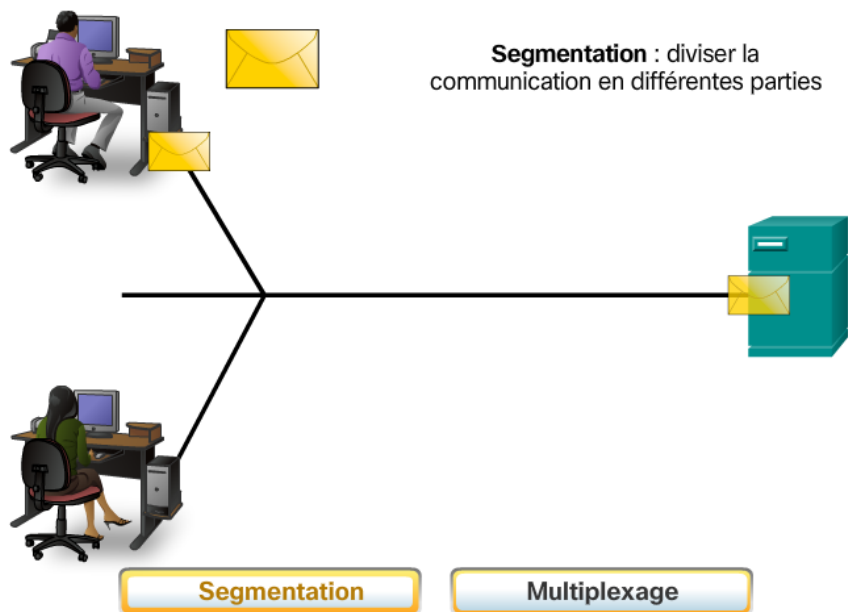 Segmentation : diviser la
communication en différentes parties
Segmentation
Multiplexage